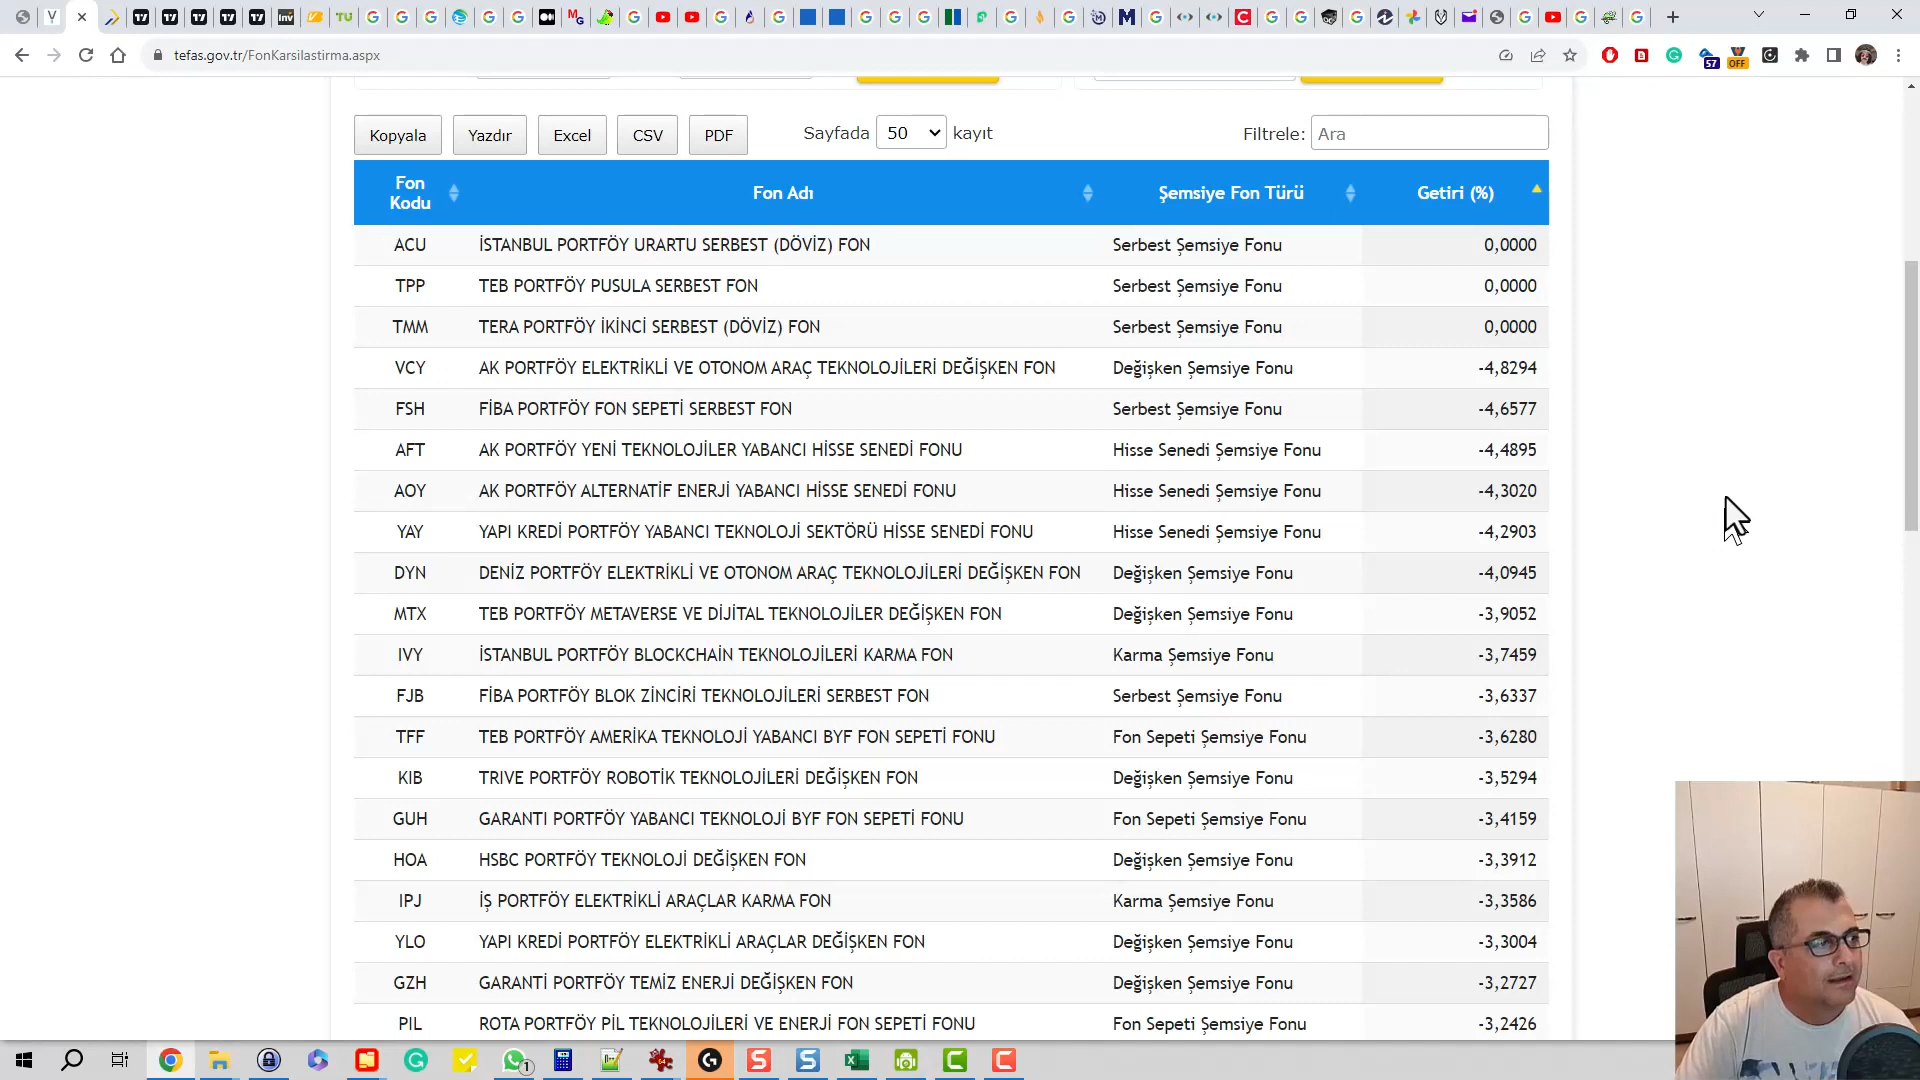 tefas.gov.tr/FonKarsilastirma.aspx
Kopyala Yazdır Excel CSV PDF Sayfada 50 kayıt Filtrele: Ara
Fon Kodu Fon Adı Şemsiye Fon Türü Getiri (%)
ACU İSTANBUL PORTFÖY URARTU SERBEST (DÖVİZ) FON Serbest Şemsiye Fonu 0,0000
TPP TEB PORTFÖY PUSULA SERBEST FON Serbest Şemsiye Fonu 0,0000
TMM TERA PORTFÖY İKİNCİ SERBEST (DÖVİZ) FON Serbest Şemsiye Fonu 0,0000
VCY AK PORTFÖY ELEKTRİKLİ VE OTONOM ARAÇ TEKNOLOJİLERİ DEĞİŞKEN FON Değişken Şemsiye Fonu -4,8294
FSH FİBA PORTFÖY FON SEPETİ SERBEST FON Serbest Şemsiye Fonu -4,6577
AFT AK PORTFÖY YENİ TEKNOLOJİLER YABANCI HİSSE SENEDİ FONU Hisse Senedi Şemsiye Fonu -4,4895
AOY AK PORTFÖY ALTERNATİF ENERJİ YABANCI HİSSE SENEDİ FONU Hisse Senedi Şemsiye Fonu -4,3020
YAY YAPI KREDİ PORTFÖY YABANCI TEKNOLOJİ SEKTÖRÜ HİSSE SENEDİ FONU Hisse Senedi Şemsiye Fonu -4,2903
DYN DENİZ PORTFÖY ELEKTRİKLİ VE OTONOM ARAÇ TEKNOLOJİLERİ DEĞİŞKEN FON Değişken Şemsiye Fonu -4,0945
MTX TEB PORTFÖY METAVERSE VE DİJİTAL TEKNOLOJİLER DEĞİŞKEN FON Değişken Şemsiye Fonu -3,9052
IVY İSTANBUL PORTFÖY BLOCKCHAİN TEKNOLOJİLERİ KARMA FON Karma Şemsiye Fonu -3,7459
FJB FİBA PORTFÖY BLOK ZİNCİRİ TEKNOLOJİLERİ SERBEST FON Serbest Şemsiye Fonu -3,6337
TFF TEB PORTFÖY AMERİKA TEKNOLOJİ YABANCI BYF FON SEPETİ FONU Fon Sepeti Şemsiye Fonu -3,6280
KIB TRIVE PORTFÖY ROBOTİK TEKNOLOJİLERİ DEĞİŞKEN FON Değişken Şemsiye Fonu -3,5294
GUH GARANTI PORTFÖY YABANCI TEKNOLOJİ BYF FON SEPETİ FONU Fon Sepeti Şemsiye Fonu -3,4159
HOA HSBC PORTFÖY TEKNOLOJİ DEĞİŞKEN FON Değişken Şemsiye Fonu -3,3912
IPJ İŞ PORTFÖY ELEKTRİKLİ ARAÇLAR KARMA FON Karma Şemsiye Fonu -3,3586
YLO YAPI KREDİ PORTFÖY ELEKTRİKLİ ARAÇLAR DEĞİŞKEN FON Değişken Şemsiye Fonu -3,3004
GZH GARANTİ PORTFÖY TEMİZ ENERJİ DEĞİŞKEN FON Değişken Şemsiye Fonu -3,2727
PIL ROTA PORTFÖY PİL TEKNOLOJİLERİ VE ENERJİ FON SEPETİ FONU Fon Sepeti Şemsiye Fonu -3,2426